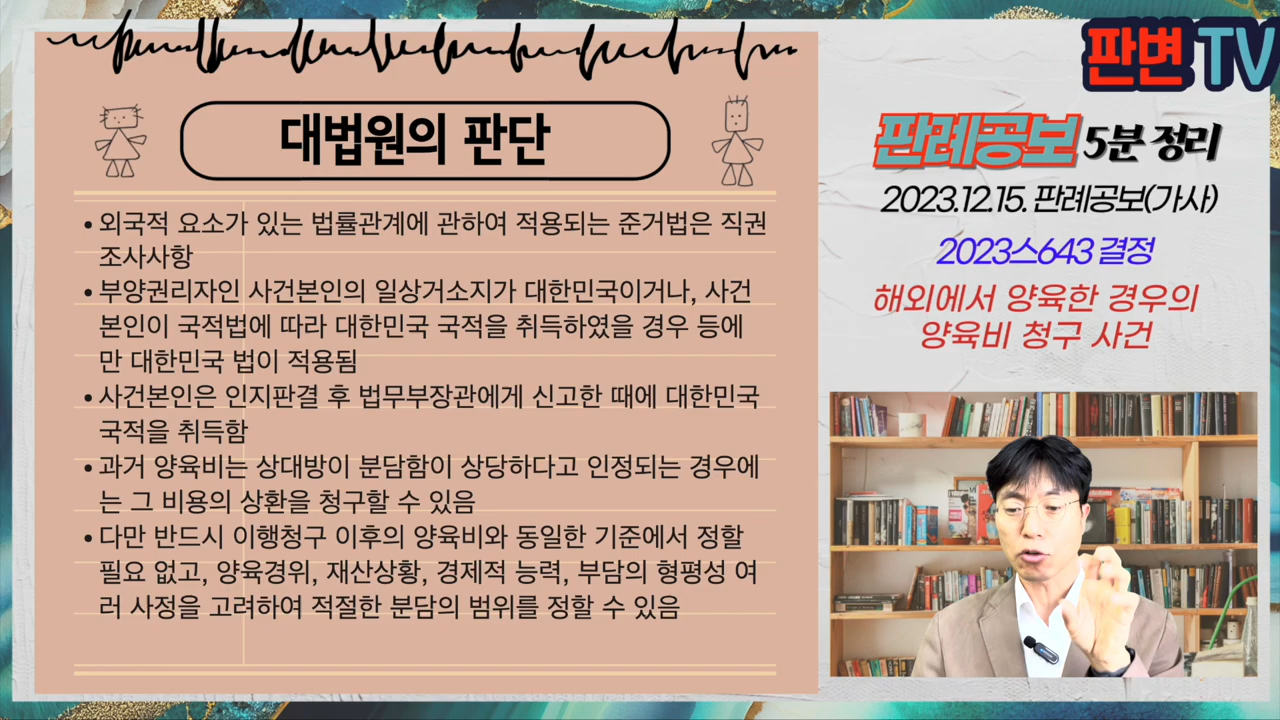 판변 TV
대법원의 판단
• 외국적 요소가 있는 법률관계에 관하여 적용되는 준거법은 직권
조사사항
• 부양권리자인 사건본인의 일상거소지가 대한민국이거나, 사건
본인이 국적법에 따라 대한민국 국적을 취득하였을 경우 등에
만 대한민국 법이 적용됨
• 사건본인은 인지판결 후 법무부장관에게 신고한 때에 대한민국
국적을 취득함
• 과거 양육비는 상대방이 분담함이 상당하다고 인정되는 경우에
는 그 비용의 상환을 청구할 수 있음
• 다만 반드시 이행청구 이후의 양육비와 동일한 기준에서 정할
필요 없고, 양육경위, 재산상황, 경제적 능력, 부담의 형평성 여
러 사정을 고려하여 적절한 분담의 범위를 정할 수 있음
판례공보 5분 정리
2023.12.15. 판례공보(가사)
2023스643 결정
해외에서 양육한 경우의
양육비 청구 사건